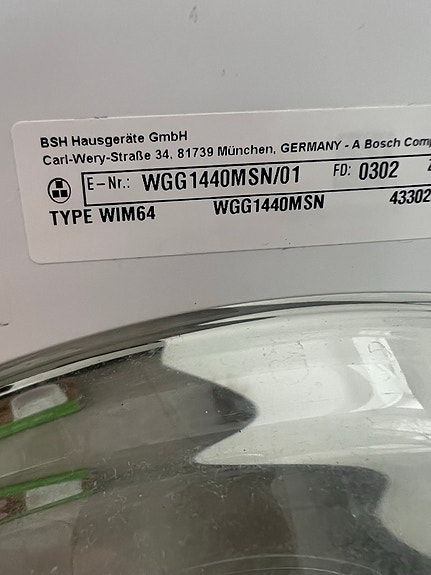 BSH Hausgeräte GmbH
Carl-Wery-Straße 34, 81739 München, GERMANY - A Bosch Comp
E-Nr.: WGG1440MSN/01 FD: 0302
TYPE WIM64 WGG1440MSN 43302